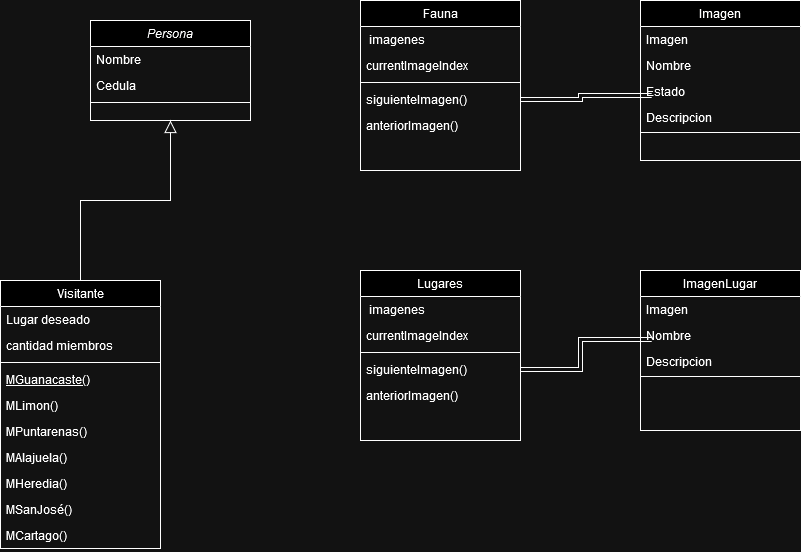 Persona
Nombre
Cedula
Visitante
Lugar deseado
cantidad miembros
MGuanacaste()
MLimon()
MPuntarenas()
MAlajuela()
MHeredia()
MSanJosé()
MCartago()
Fauna
imagenes
currentImageIndex
siguienteImagen()
anteriorImagen()
Imagen
Imagen
Nombre
Estado
Descripcion
Lugares
imagenes
currentImageIndex
siguienteImagen()
anteriorImagen()
ImagenLugar
Imagen
Nombre
Descripcion